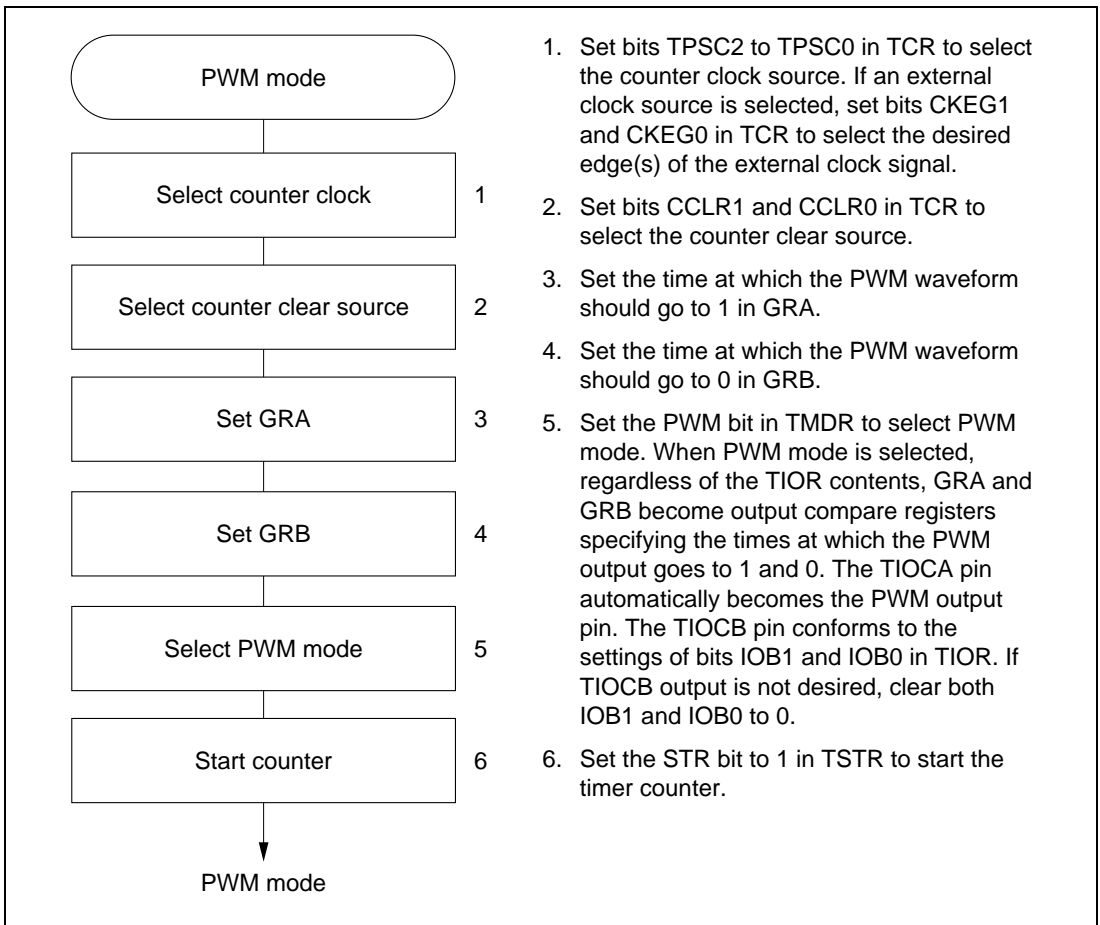 PWM mode
Select counter clock 1
Select counter clear source 2
Set GRA 3
Set GRB 4
Select PWM mode 5
Start counter 6
PWM mode
1. Set bits TPSC2 to TPSC0 in TCR to select
the counter clock source. If an external
clock source is selected, set bits CKEG1
and CKEG0 in TCR to select the desired
edge(s) of the external clock signal.
2. Set bits CCLR1 and CCLR0 in TCR to
select the counter clear source.
3. Set the time at which the PWM waveform
should go to 1 in GRA.
4. Set the time at which the PWM waveform
should go to 0 in GRB.
5. Set the PWM bit in TMDR to select PWM
mode. When PWM mode is selected,
regardless of the TIOR contents, GRA and
GRB become output compare registers
specifying the times at which the PWM
output goes to 1 and 0. The TIOCA pin
automatically becomes the PWM output
pin. The TIOCB pin conforms to the
settings of bits IOB1 and IOB0 in TIOR. If
TIOCB output is not desired, clear both
IOB1 and IOB0 to 0.
6. Set the STR bit to 1 in TSTR to start the
timer counter.